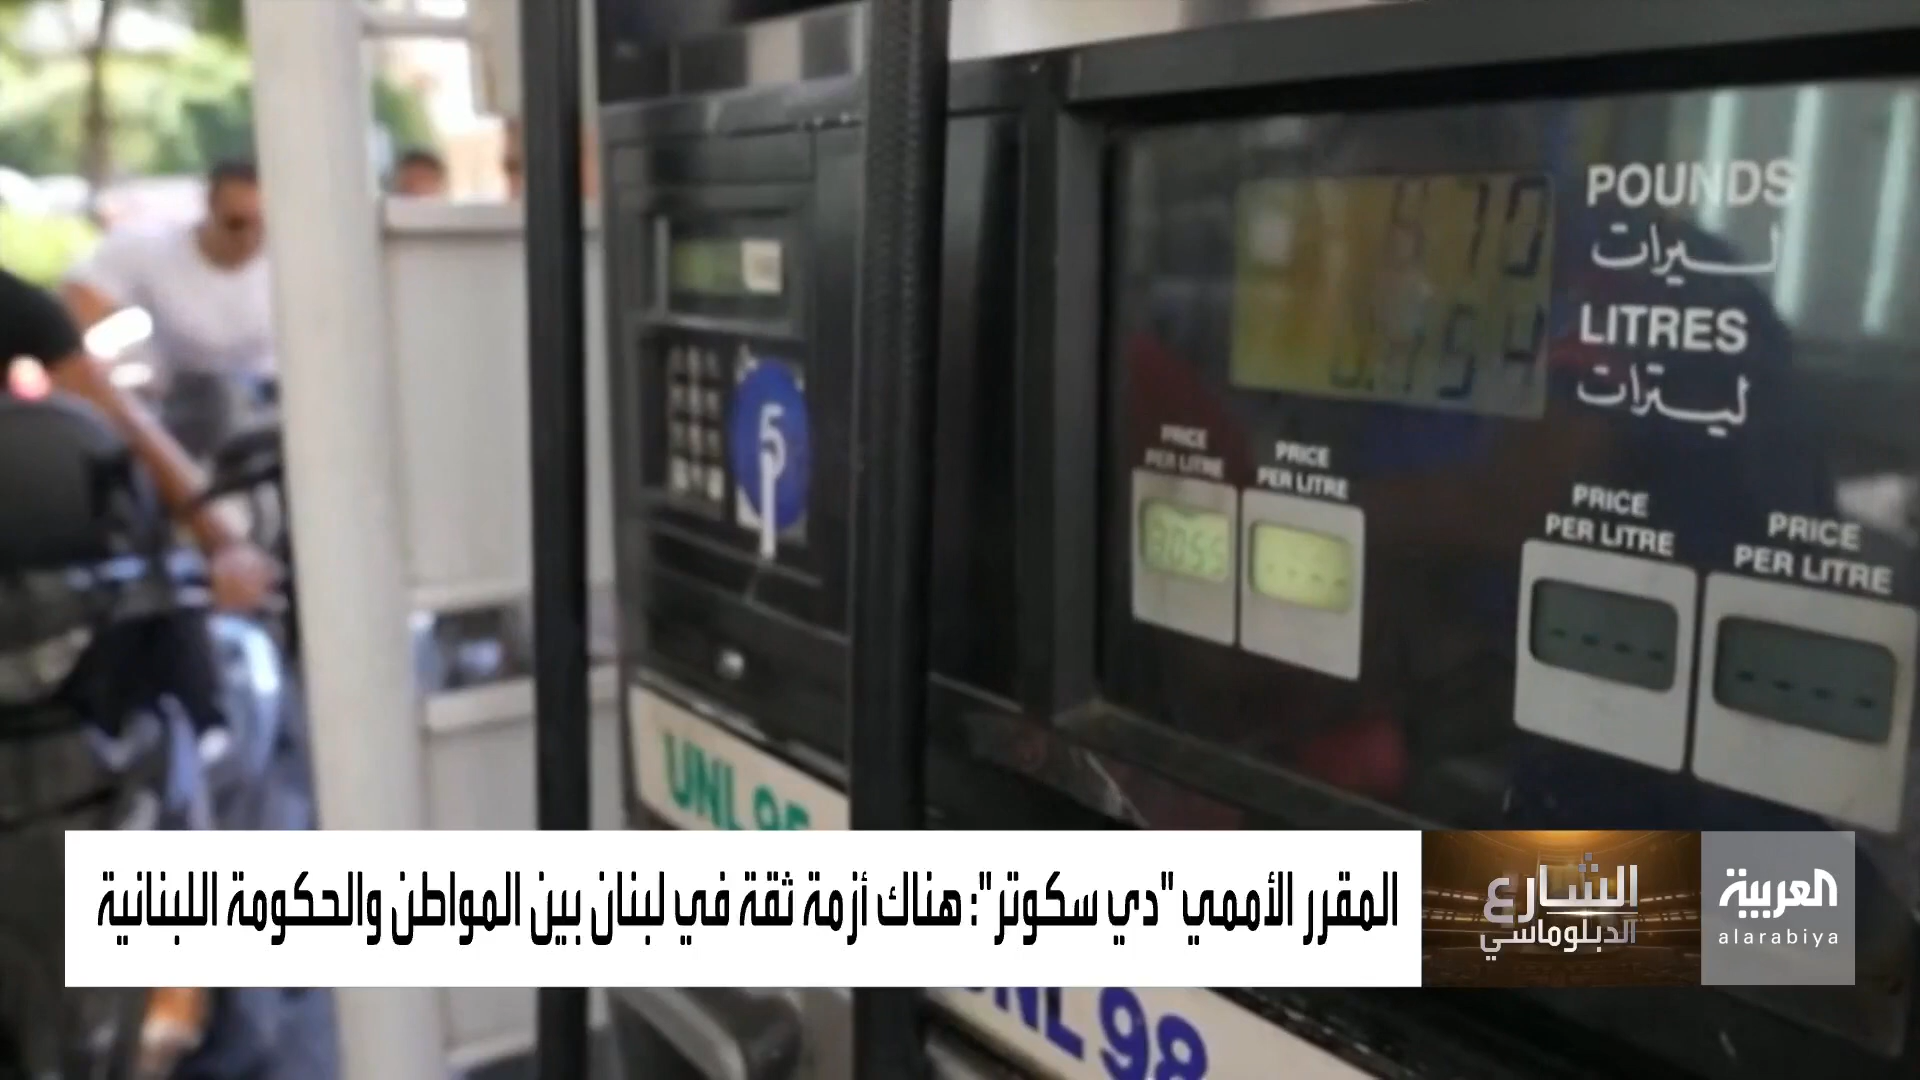 POUNDS
ليرات
LITRES
ليترات
PRICE
PER LITRE
PRICE
PER LITRE
PRICE
PER LITRE
PRICE
PER LITRE
5
UNL 95
المقرر الأممي "دي سكوتر": هناك أزمة ثقة في لبنان بين المواطن والحكومة اللبنانية
الشارع
الدبلوماسي
العربية
alarabiya
UNL 98